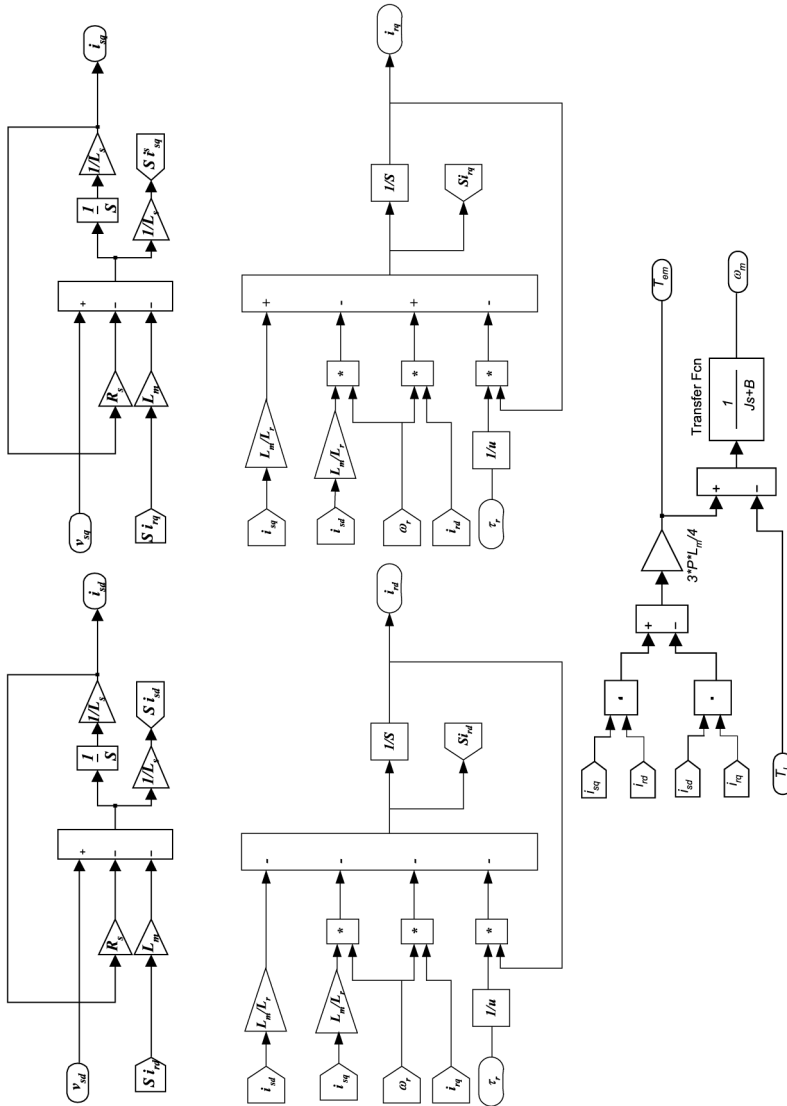 v_sd
+
R_s
−
S i_rd
L_m
−
1
S
1/L_s
i_sd
1/L_s
S i_sd
v_sq
+
R_s
−
S i_rq
L_m
−
1
S
1/L_s
i_sq
1/L_s
S i^s_sq
i_sd
L_m/L_r
-
i_sq
L_m/L_r
*
-
ω_r
i_rq
*
-
τ_r
1/u
*
-
1/S
Si_rd
i_rd
i_sq
L_m/L_r
+
i_sd
L_m/L_r
*
-
ω_r
i_rd
*
+
τ_r
1/u
*
-
1/S
Si_rq
i_rq
i_sq
i_rd
i_sd
i_rq
+
−
3*P*L_m/4
T_em
+
−
Transfer Fcn
1
Js+B
ω_m